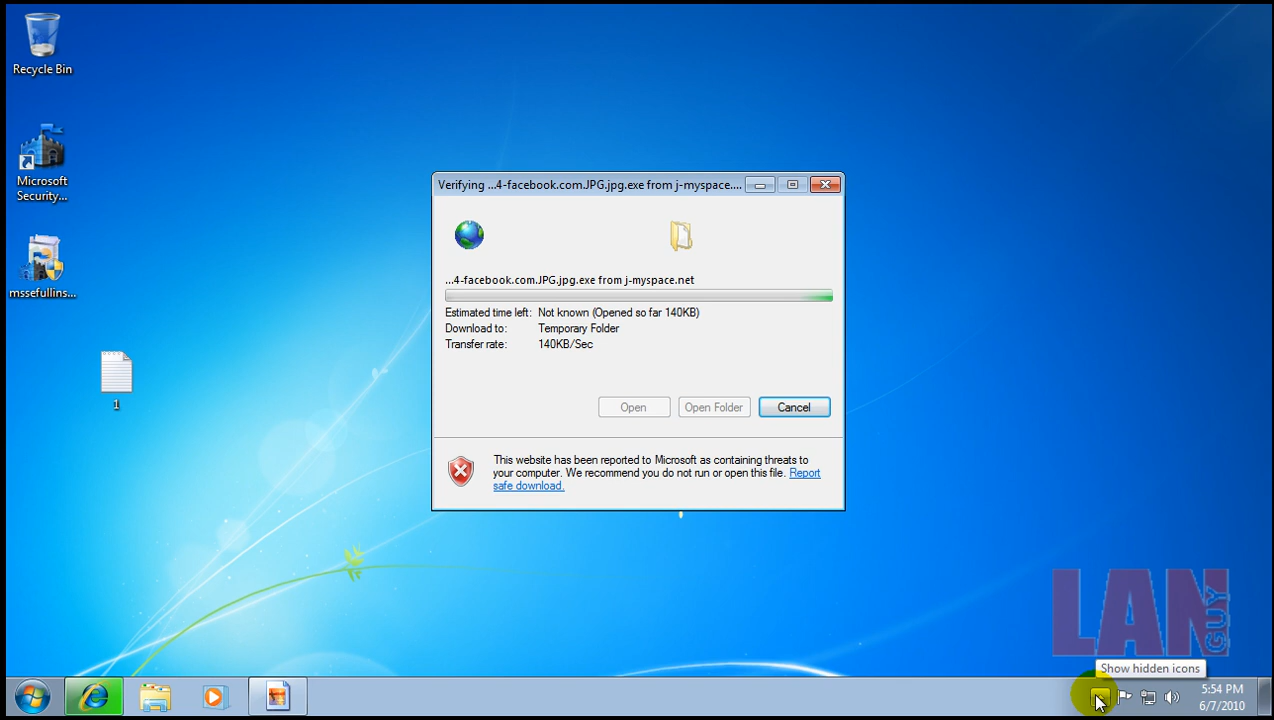 Recycle Bin
Microsoft
Security...
mssefullins...
1
Verifying ...4-facebook.com.JPG.jpg.exe from j-myspace....
...4-facebook.com.JPG.jpg.exe from j-myspace.net
Estimated time left: Not known (Opened so far 140KB)
Download to: Temporary Folder
Transfer rate: 140KB/Sec
Open Open Folder Cancel
This website has been reported to Microsoft as containing threats to
your computer. We recommend you do not run or open this file. Report
safe download.
LAN GUY
Show hidden icons
5:54 PM
6/7/2010